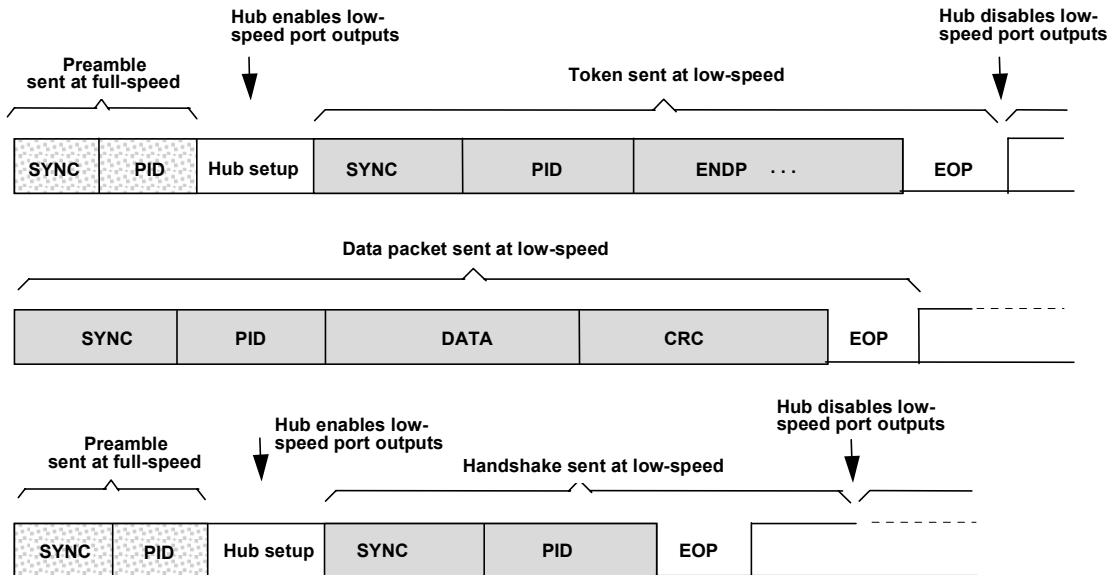 Hub enables low-
speed port outputs
Hub disables low-
speed port outputs
Preamble
sent at full-speed
Token sent at low-speed
SYNC PID Hub setup SYNC PID ENDP ... EOP
Data packet sent at low-speed
SYNC PID DATA CRC EOP
Hub enables low-
speed port outputs
Hub disables low-
speed port outputs
Preamble
sent at full-speed
Handshake sent at low-speed
SYNC PID Hub setup SYNC PID EOP